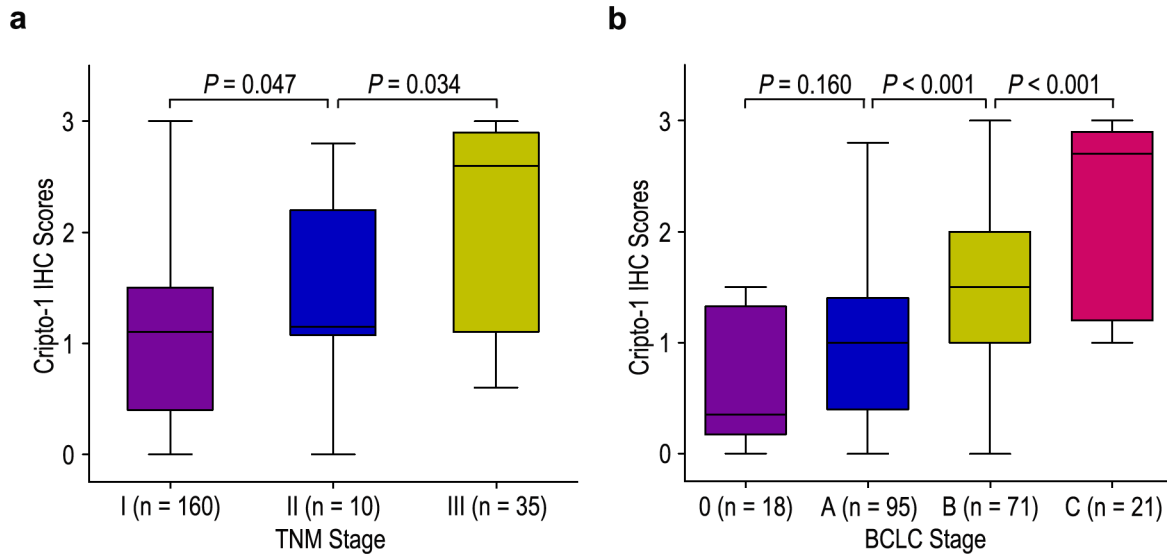 a
P = 0.047
P = 0.034
3
2
1
0
Cripto-1 IHC Scores
I (n = 160)
II (n = 10)
III (n = 35)
TNM Stage
b
P = 0.160
P < 0.001
P < 0.001
3
2
1
0
Cripto-1 IHC Scores
0 (n = 18)
A (n = 95)
B (n = 71)
C (n = 21)
BCLC Stage